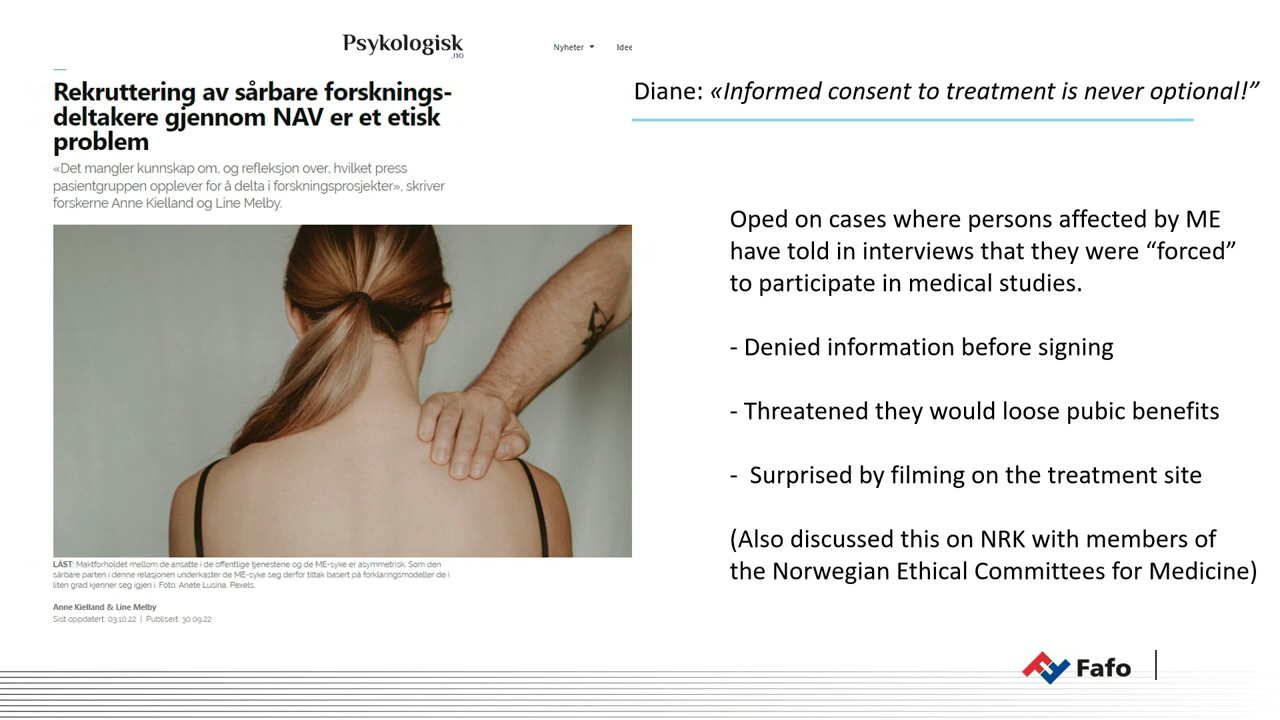 Psykologisk
.no
Nyheter
Idee
Rekruttering av sårbare forsknings-
deltakere gjennom NAV er et etisk
problem
«Det mangler kunnskap om, og refleksjon over, hvilket press
pasientgruppen opplever for å delta i forskningsprosjekter», skriver
forskerne Anne Kielland og Line Melby.
LÅST: Maktforholdet mellom de ansatte i de offentlige tjenestene og de ME-syke er asymmetrisk. Som den
sårbare parten i denne relasjonen underkaster de ME-syke seg derfor tiltak basert på forklaringsmodeller de i
liten grad kjenner seg igjen i. Foto: Anete Lusina, Pexels.
Anne Kielland & Line Melby
Sist oppdatert: 03.10.22 | Publisert: 30.09.22
Diane: «Informed consent to treatment is never optional!”
Oped on cases where persons affected by ME
have told in interviews that they were “forced”
to participate in medical studies.
- Denied information before signing
- Threatened they would loose pubic benefits
- Surprised by filming on the treatment site
(Also discussed this on NRK with members of
the Norwegian Ethical Committees for Medicine)
Fafo